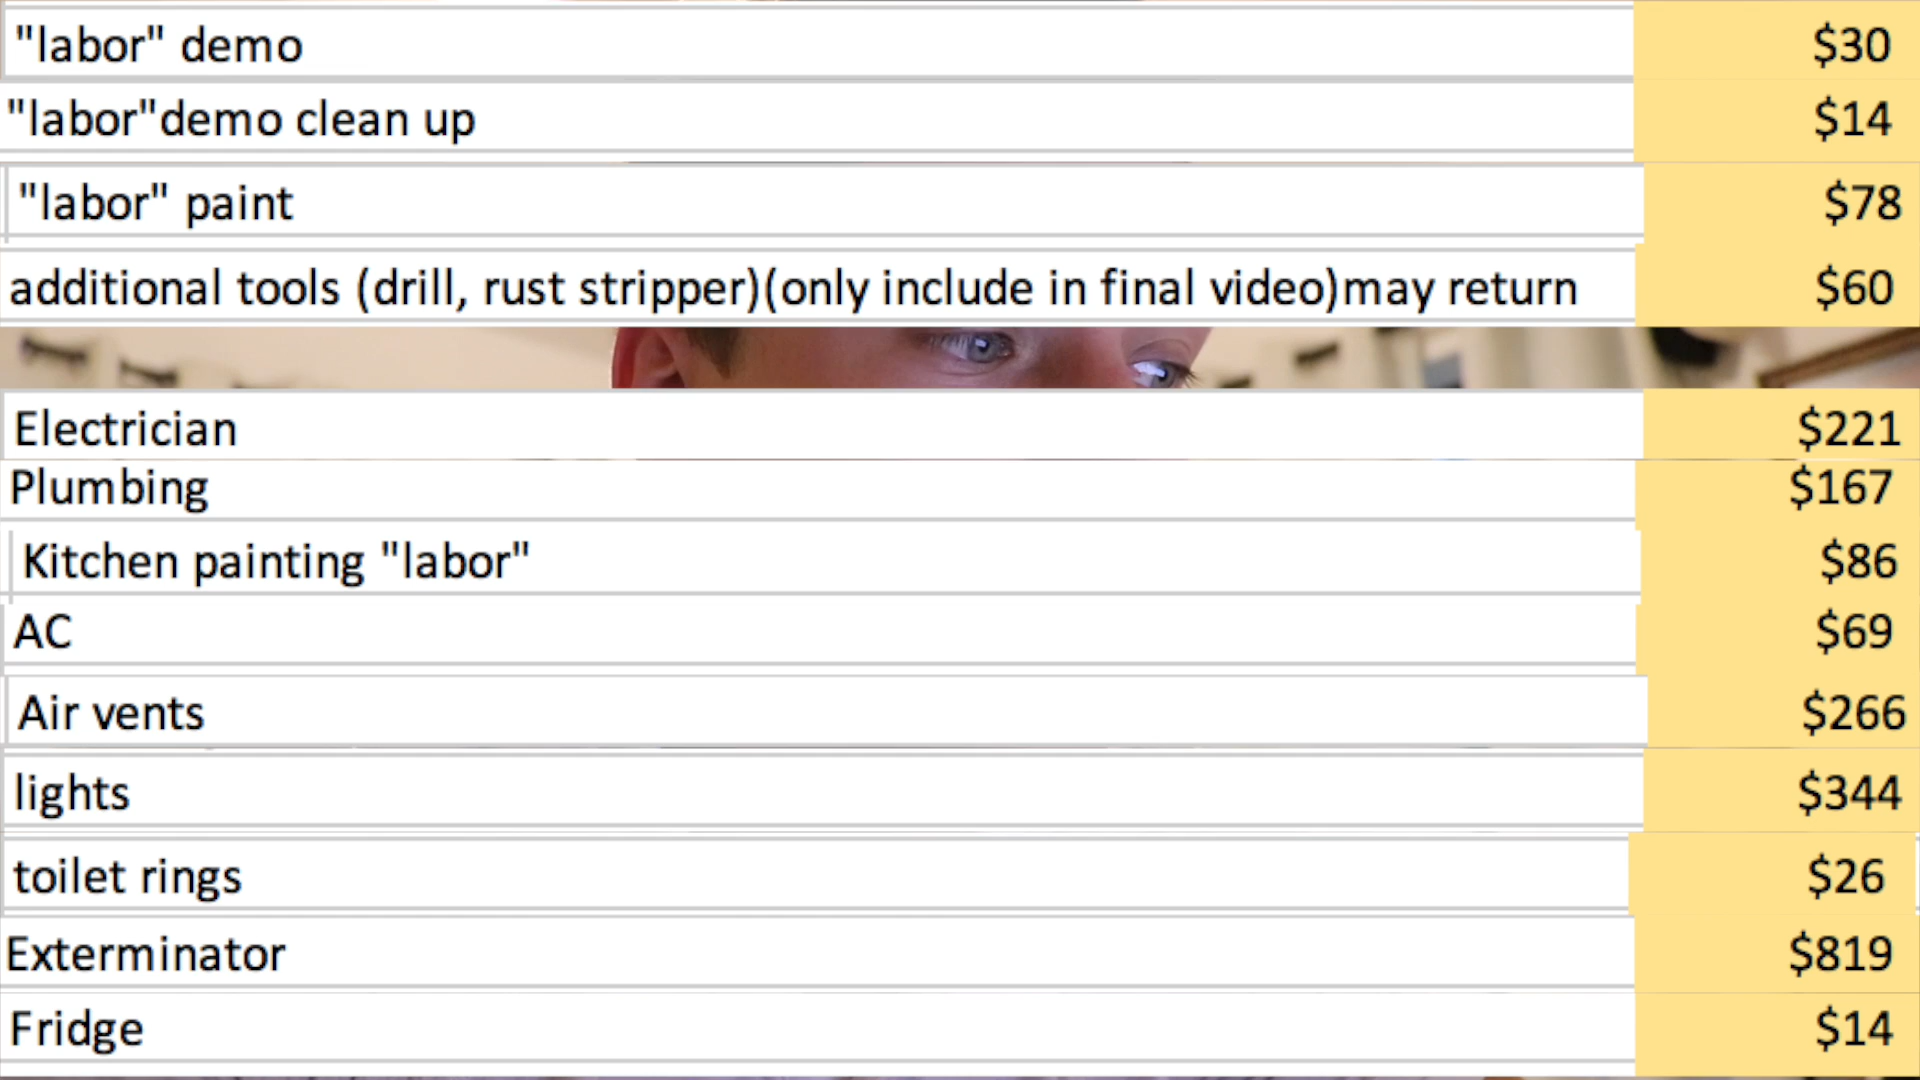 "labor" demo $30
"labor"demo clean up $14
"labor" paint $78
additional tools (drill, rust stripper)(only include in final video)may return $60
Electrician $221
Plumbing $167
Kitchen painting "labor" $86
AC $69
Air vents $266
lights $344
toilet rings $26
Exterminator $819
Fridge $14